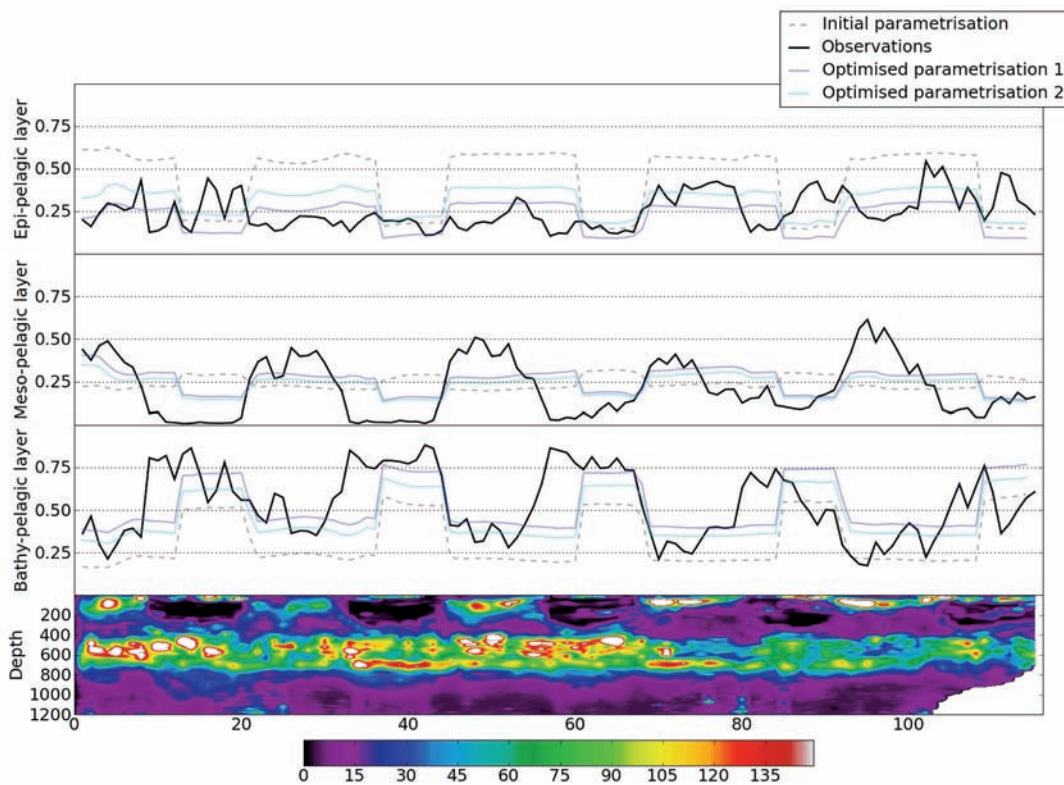 Initial parametrisation
Observations
Optimised parametrisation 1
Optimised parametrisation 2
Epi-pelagic layer
0.75
0.50
0.25
Meso-pelagic layer
0.75
0.50
0.25
Bathy-pelagic layer
0.75
0.50
0.25
Depth
200
400
600
800
1000
1200
0 20 40 60 80 100
0 15 30 45 60 75 90 105 120 135